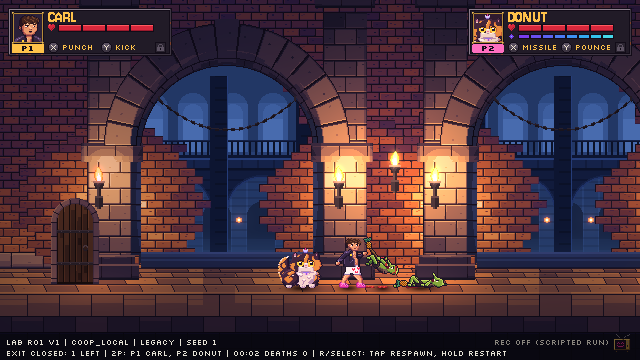 CARL
P1
X PUNCH Y KICK
DONUT
P2
X MISSILE Y POUNCE
LAB R01 V1 | COOP_LOCAL | LEGACY | SEED 1
REC OFF (SCRIPTED RUN)
EXIT CLOSED: 1 LEFT | 2P: P1 CARL, P2 DONUT | 00:02 DEATHS 0 | R/SELECT: TAP RESPAWN, HOLD RESTART